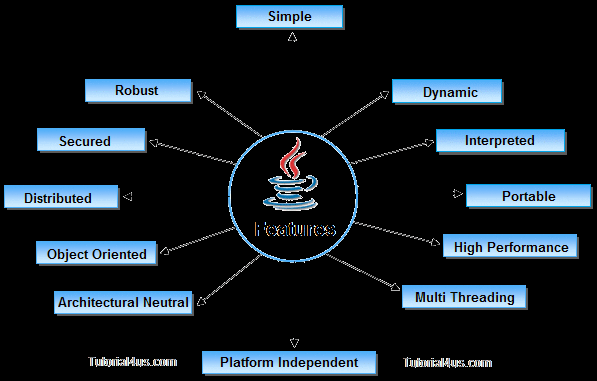 Simple
Robust
Dynamic
Secured
Interpreted
Distributed
Portable
Features
Object Oriented
High Performance
Architectural Neutral
Multi Threading
Tutorial4us.com
Platform Independent
Tutorial4us.com